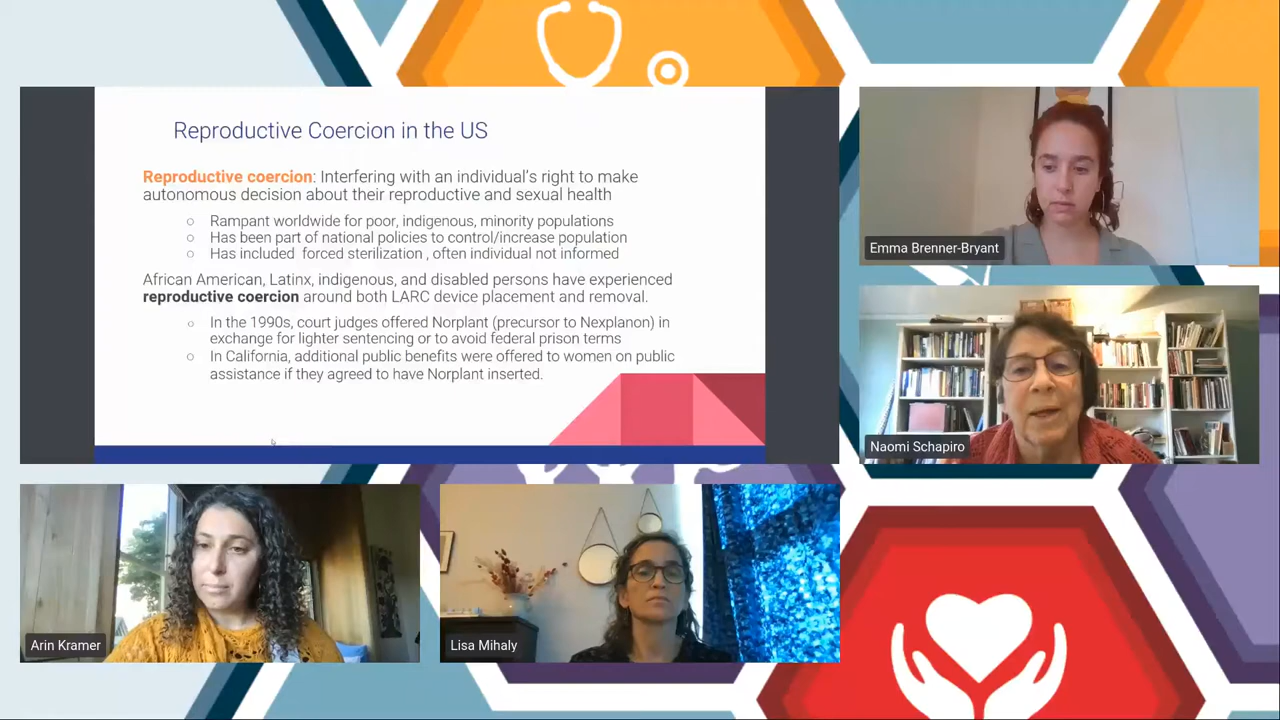 Reproductive Coercion in the US
Reproductive coercion: Interfering with an individual's right to make
autonomous decision about their reproductive and sexual health
○ Rampant worldwide for poor, indigenous, minority populations
○ Has been part of national policies to control/increase population
○ Has included forced sterilization , often individual not informed
African American, Latinx, indigenous, and disabled persons have experienced
reproductive coercion around both LARC device placement and removal.
○ In the 1990s, court judges offered Norplant (precursor to Nexplanon) in
exchange for lighter sentencing or to avoid federal prison terms
○ In California, additional public benefits were offered to women on public
assistance if they agreed to have Norplant inserted.
Emma Brenner-Bryant
Naomi Schapiro
Arin Kramer
Lisa Mihaly